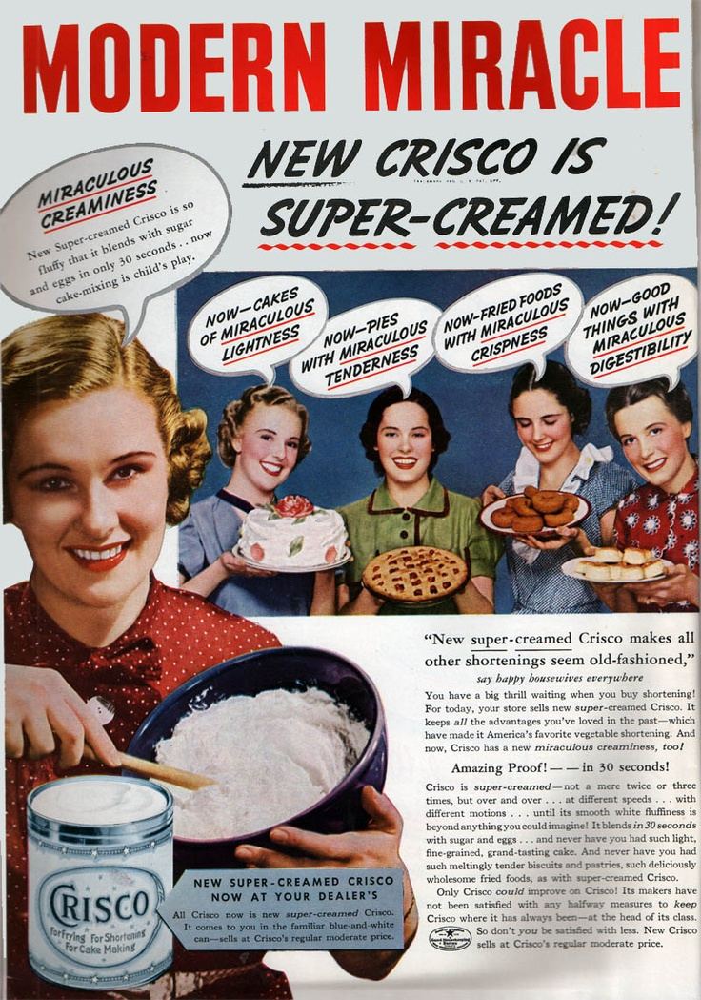 MODERN MIRACLE
NEW CRISCO IS
TRADEMARK REG. U. S. PAT. OFF.
SUPER-CREAMED!
MIRACULOUS
CREAMINESS
New Super-creamed Crisco is so
fluffy that it blends with sugar
and eggs in only 30 seconds . . now
cake-mixing is child's play.
NOW—CAKES
OF MIRACULOUS
LIGHTNESS
NOW—PIES
WITH MIRACULOUS
TENDERNESS
NOW-FRIED FOODS
WITH MIRACULOUS
CRISPNESS
NOW—GOOD
THINGS WITH
MIRACULOUS
DIGESTIBILITY
"New super-creamed Crisco makes all
other shortenings seem old-fashioned,"
say happy housewives everywhere
You have a big thrill waiting when you buy shortening!
For today, your store sells new super-creamed Crisco. It
keeps all the advantages you've loved in the past—which
have made it America's favorite vegetable shortening. And
now, Crisco has a new miraculous creaminess, too!
Amazing Proof! — — in 30 seconds!
Crisco is super-creamed—not a mere twice or three
times, but over and over . . . at different speeds . . . with
different motions . . . until its smooth white fluffiness is
beyond anything you could imagine! It blends in 30 seconds
with sugar and eggs . . . and never have you had such light,
fine-grained, grand-tasting cake. And never have you had
such meltingly tender biscuits and pastries, such deliciously
wholesome fried foods, as with super-creamed Crisco.
Only Crisco could improve on Crisco! Its makers have
not been satisfied with any halfway measures to keep
Crisco where it has always been—at the head of its class.
So don't you be satisfied with less. New Crisco
sells at Crisco's regular moderate price.
Good Housekeeping
NEW SUPER-CREAMED CRISCO
NOW AT YOUR DEALER'S
All Crisco now is new super-creamed Crisco.
It comes to you in the familiar blue-and-white
can—sells at Crisco's regular moderate price.
CRISCO
For Frying For Shortening
For Cake Making